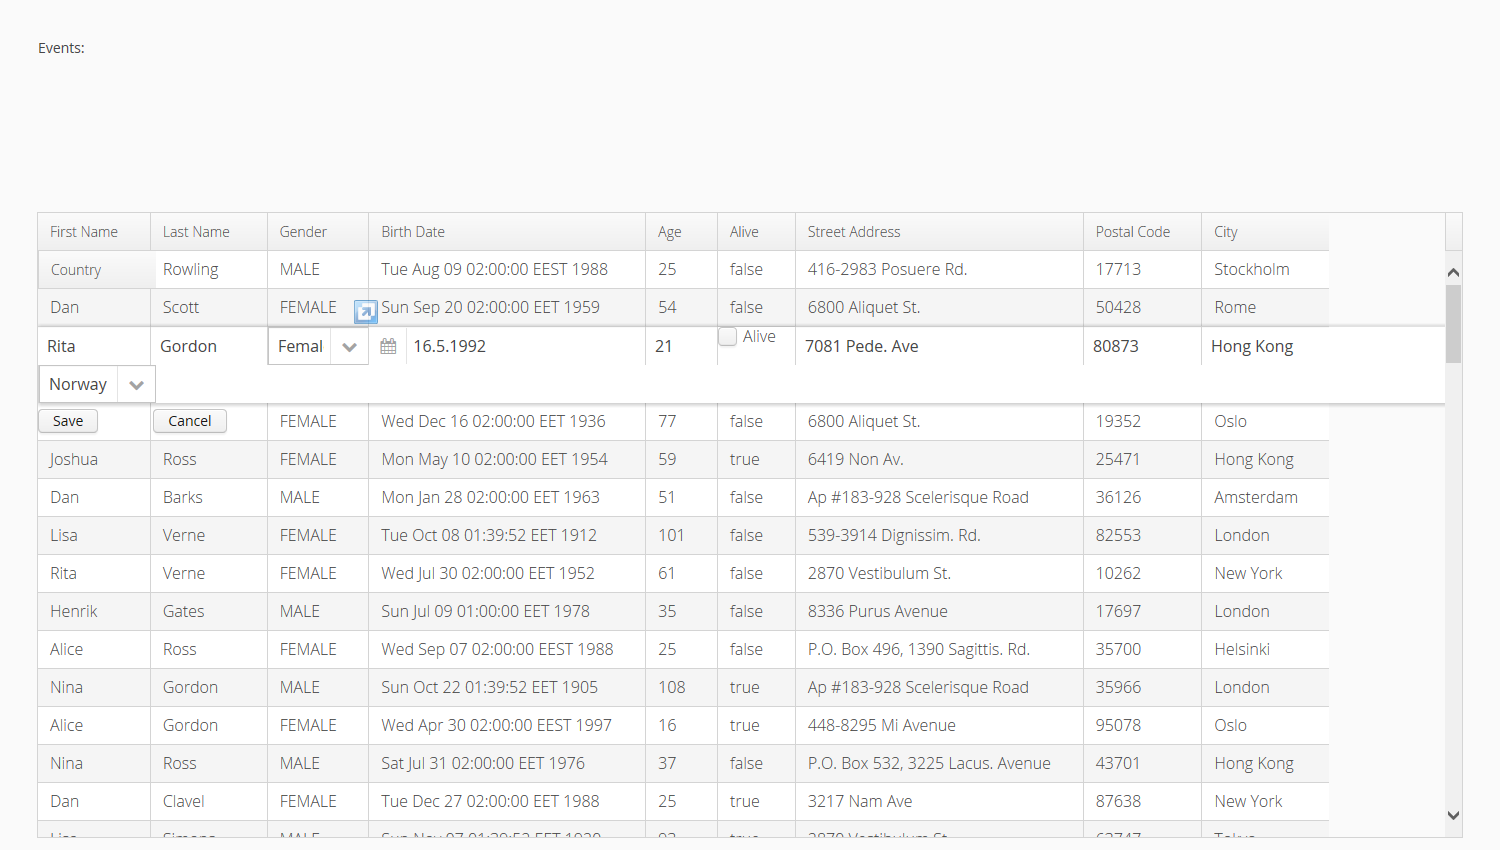 Events:
First Name Last Name Gender Birth Date Age Alive Street Address Postal Code City
Country Rowling MALE Tue Aug 09 02:00:00 EEST 1988 25 false 416-2983 Posuere Rd. 17713 Stockholm
Dan Scott FEMALE Sun Sep 20 02:00:00 EET 1959 54 false 6800 Aliquet St. 50428 Rome
Rita Gordon Femal 16.5.1992 21 Alive 7081 Pede. Ave 80873 Hong Kong
Norway
Save Cancel FEMALE Wed Dec 16 02:00:00 EET 1936 77 false 6800 Aliquet St. 19352 Oslo
Joshua Ross FEMALE Mon May 10 02:00:00 EET 1954 59 true 6419 Non Av. 25471 Hong Kong
Dan Barks MALE Mon Jan 28 02:00:00 EET 1963 51 false Ap #183-928 Scelerisque Road 36126 Amsterdam
Lisa Verne FEMALE Tue Oct 08 01:39:52 EET 1912 101 false 539-3914 Dignissim. Rd. 82553 London
Rita Verne FEMALE Wed Jul 30 02:00:00 EET 1952 61 false 2870 Vestibulum St. 10262 New York
Henrik Gates MALE Sun Jul 09 01:00:00 EET 1978 35 false 8336 Purus Avenue 17697 London
Alice Ross FEMALE Wed Sep 07 02:00:00 EEST 1988 25 false P.O. Box 496, 1390 Sagittis. Rd. 35700 Helsinki
Nina Gordon MALE Sun Oct 22 01:39:52 EET 1905 108 true Ap #183-928 Scelerisque Road 35966 London
Alice Gordon FEMALE Wed Apr 30 02:00:00 EEST 1997 16 true 448-8295 Mi Avenue 95078 Oslo
Nina Ross MALE Sat Jul 31 02:00:00 EET 1976 37 false P.O. Box 532, 3225 Lacus. Avenue 43701 Hong Kong
Dan Clavel FEMALE Tue Dec 27 02:00:00 EET 1988 25 true 3217 Nam Ave 87638 New York